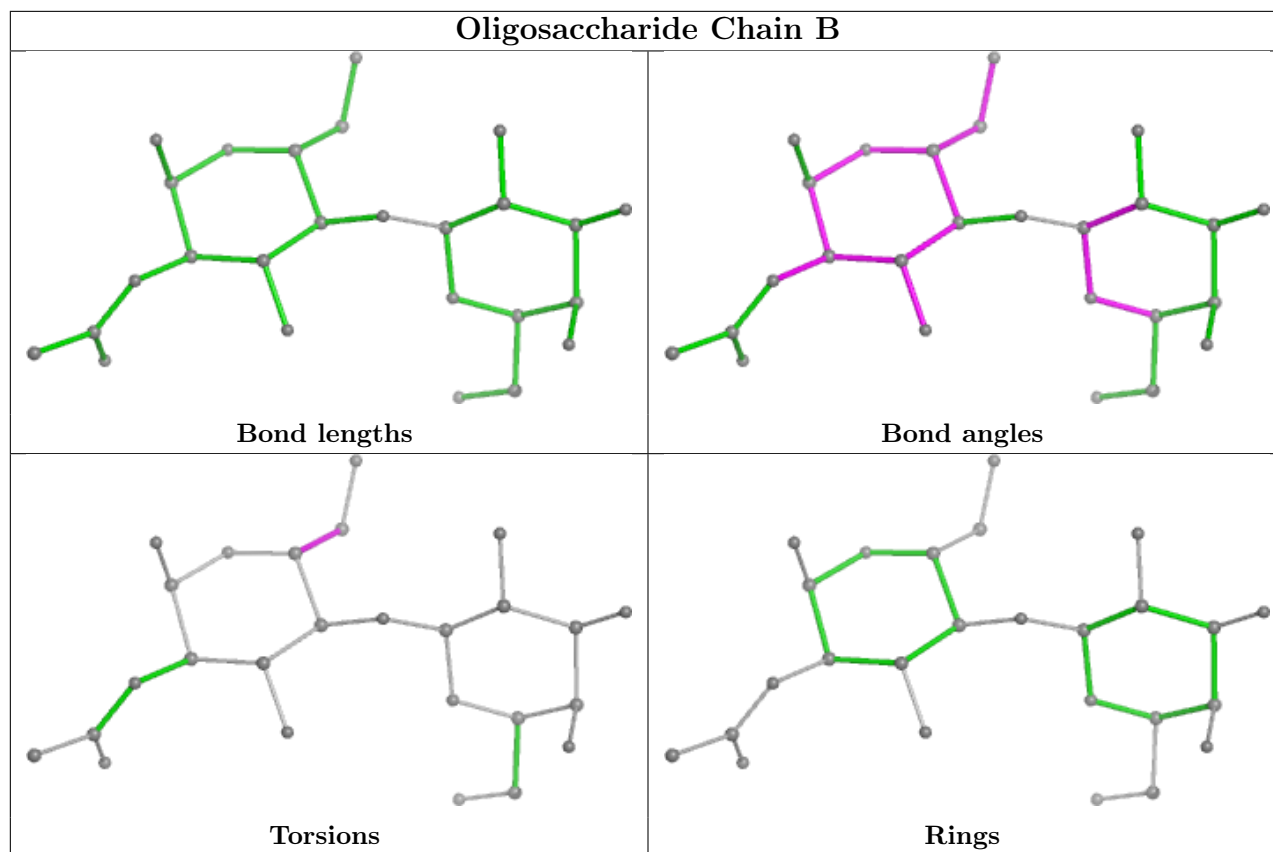 Oligosaccharide Chain B
Bond lengths
Bond angles
Torsions
Rings